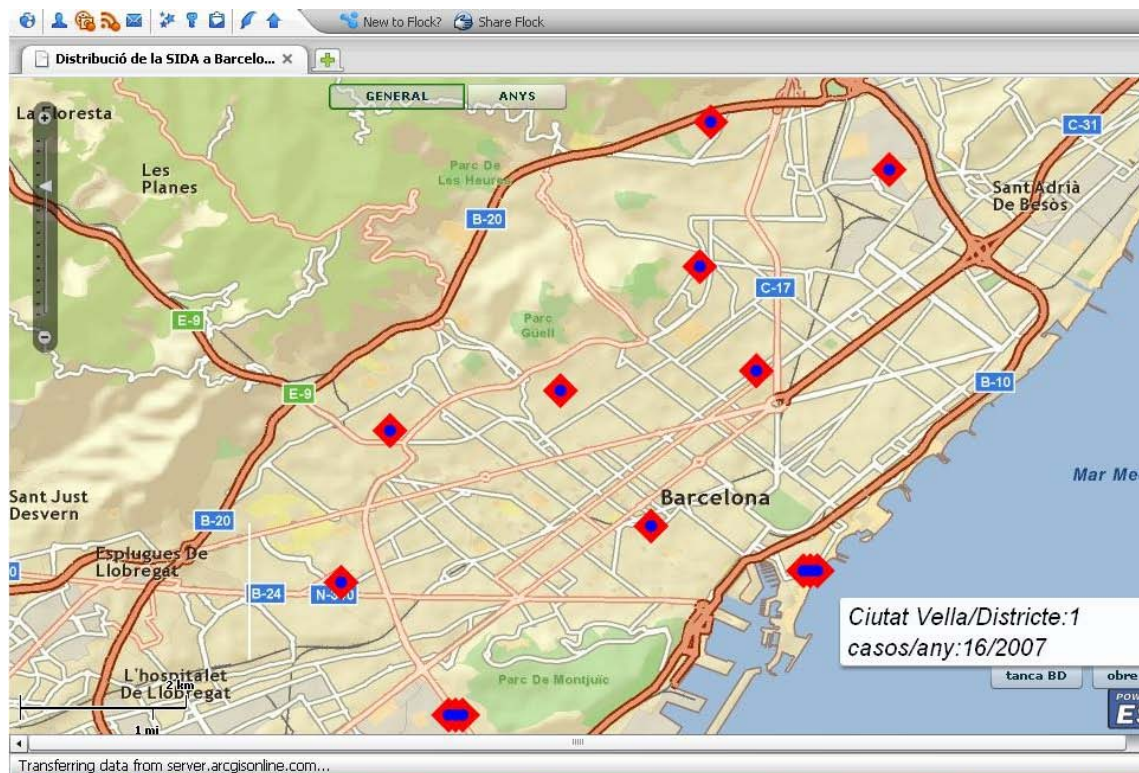 New to Flock? Share Flock
Distribució de la SIDA a Barcelo...
GENERAL ANYS
La Floresta
C-31
Les
Planes
Parc De
Les Heures
Sant Adrià
De Besòs
B-20
C-17
E-9
Parc
Güell
B-10
E-9
Mar Me
Sant Just
Desvern
Barcelona
B-20
Esplugues De
Llobregat
B-24
Ciutat Vella/Districte:1
casos/any:16/2007
L'hospitalet
De Llobregat
Parc De Montjuïc
tanca BD obre
2 km
1 mi
POW
ES
Transferring data from server.arcgisonline.com...